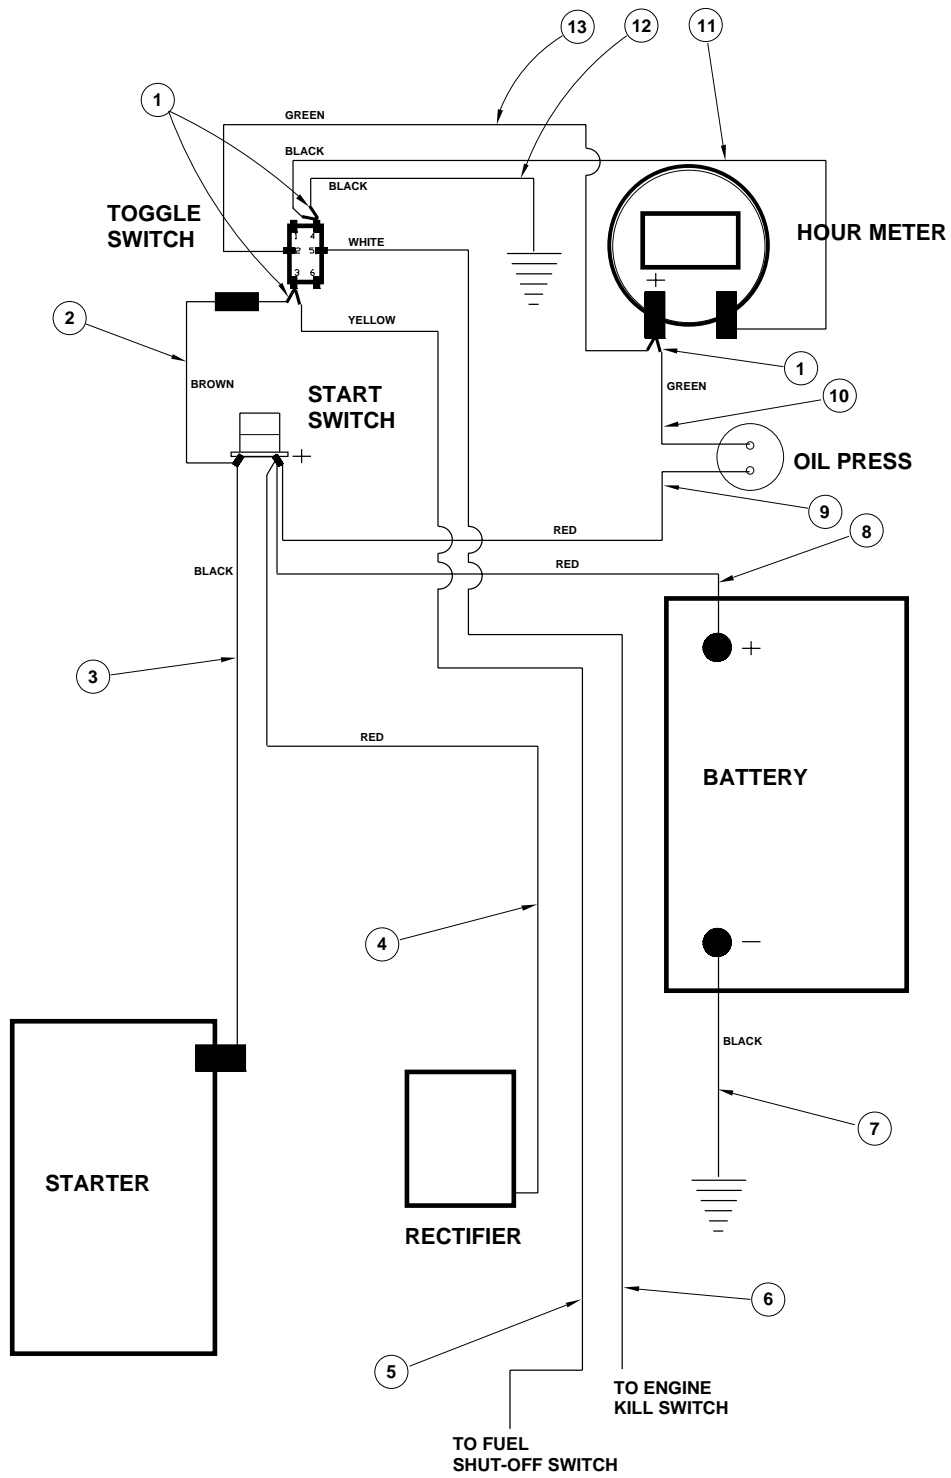 13
12
11
1
GREEN
BLACK
BLACK
TOGGLE
SWITCH
1 4
2 5
3 6
WHITE
HOUR METER
+
2
YELLOW
1
BROWN
GREEN
START
SWITCH
10
+
OIL PRESS
9
RED
8
BLACK
RED
3
+
RED
BATTERY
4
−
BLACK
7
STARTER
RECTIFIER
6
5
TO ENGINE
KILL SWITCH
TO FUEL
SHUT-OFF SWITCH